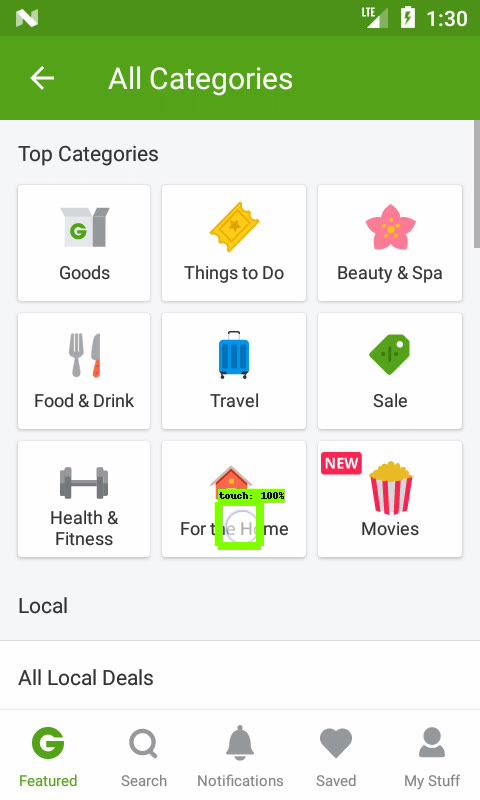 LTE 1:30
All Categories
Top Categories
Goods
Things to Do
Beauty & Spa
Food & Drink
Travel
Sale
Health &
Fitness
touch: 100%
For the Home
NEW
Movies
Local
All Local Deals
Featured
Search
Notifications
Saved
My Stuff